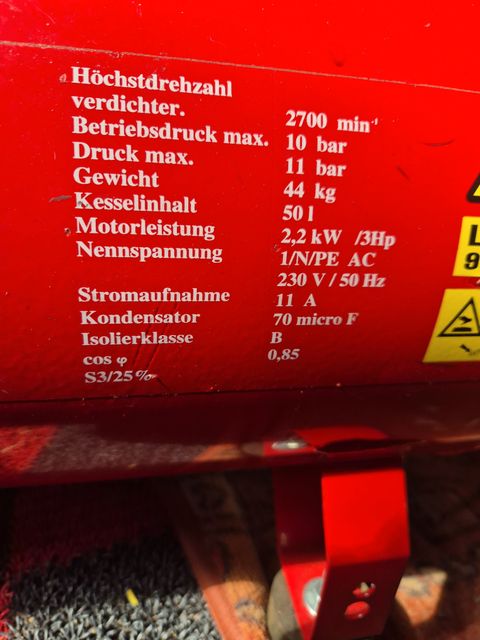 Höchstdrehzahl
verdichter. 2700 min⁻¹
Betriebsdruck max. 10 bar
Druck max. 11 bar
Gewicht 44 kg
Kesselinhalt 50 l
Motorleistung 2,2 kW /3Hp
Nennspannung 1/N/PE AC
230 V / 50 Hz
Stromaufnahme 11 A
Kondensator 70 micro F
Isolierklasse B
cos φ 0,85
S3/25%
L
9